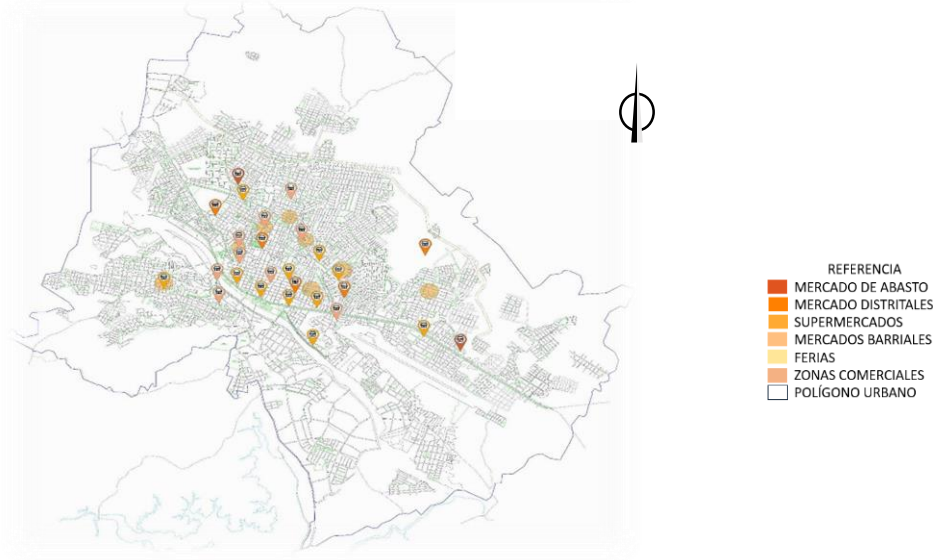 REFERENCIA
MERCADO DE ABASTO
MERCADO DISTRITALES
SUPERMERCADOS
MERCADOS BARRIALES
FERIAS
ZONAS COMERCIALES
POLÍGONO URBANO